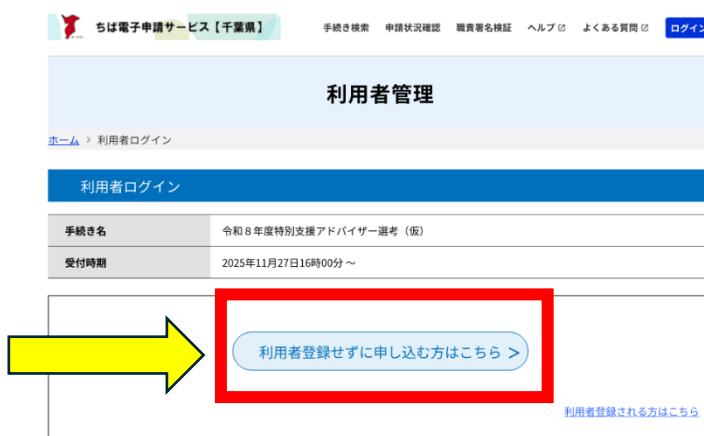 ちば電子申請サービス【千葉県】 手続き検索 申請状況確認 職責署名検証 ヘルプ よくある質問 ログイン
利用者管理
ホーム > 利用者ログイン
利用者ログイン
手続き名 令和8年度特別支援アドバイザー選考（仮）
受付時期 2025年11月27日16時00分～
利用者登録せずに申し込む方はこちら >
利用者登録される方はこちら